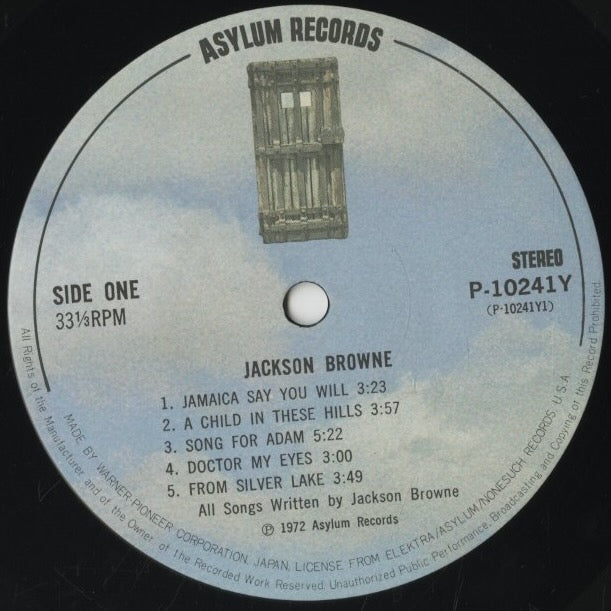 ASYLUM RECORDS
STEREO
SIDE ONE
P-10241Y
33⅓RPM
(P-10241Y1)
JACKSON BROWNE
1. JAMAICA SAY YOU WILL 3:23
2. A CHILD IN THESE HILLS 3:57
3. SONG FOR ADAM 5:22
4. DOCTOR MY EYES 3:00
5. FROM SILVER LAKE 3:49
All Songs Written by Jackson Browne
℗ 1972 Asylum Records
MADE BY WARNER-PIONEER CORPORATION, JAPAN, LICENSE FROM ELEKTRA/ASYLUM/NONESUCH RECORDS, U.S.A
All Rights of the Manufacturer and of the Owner of the Recorded Work Reserved. Unauthorized Public Performance, Broadcasting and Copying of this Record Prohibited.